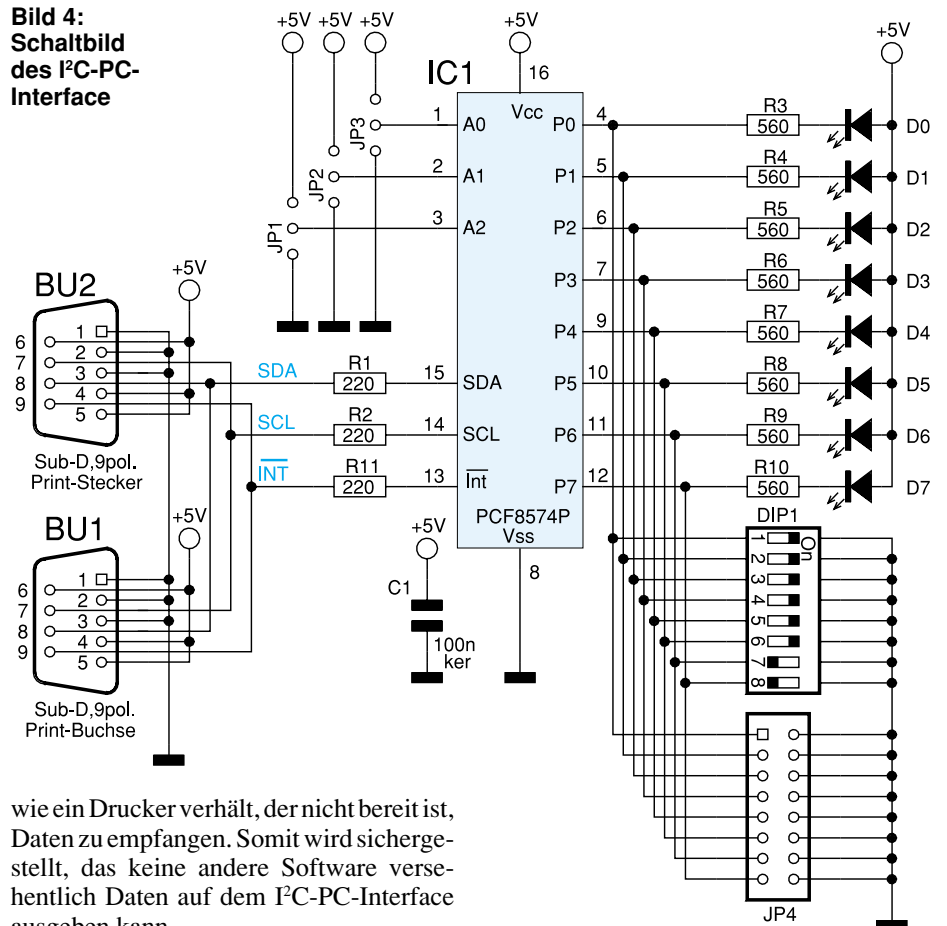 Bild 4:
Schaltbild
des I²C-PC-
Interface
+5V +5V +5V +5V +5V
IC1
16
Vcc
1 A0 P0 4
2 A1 P1 5
3 A2 P2 6
P3 7
P4 9
15 SDA P5 10
14 SCL P6 11
13 Int P7 12
PCF8574P
Vss
8
JP3
JP2
JP1
R3
560
D0
R4
560
D1
R5
560
D2
R6
560
D3
R7
560
D4
R8
560
D5
R9
560
D6
R10
560
D7
BU2
+5V
1
6
2
7
3
8
4
9
5
Sub-D,9pol.
Print-Stecker
SDA
R1
220
SCL
R2
220
INT
R11
220
BU1
+5V
1
6
2
7
3
8
4
9
5
Sub-D,9pol.
Print-Buchse
+5V
C1
100n
ker
DIP1
On
1
2
3
4
5
6
7
8
JP4
wie ein Drucker verhält, der nicht bereit ist,
Daten zu empfangen. Somit wird sicherge-
stellt, das keine andere Software verse-
hentlich Daten auf dem I²C-PC-Interface
ausgeben kann.